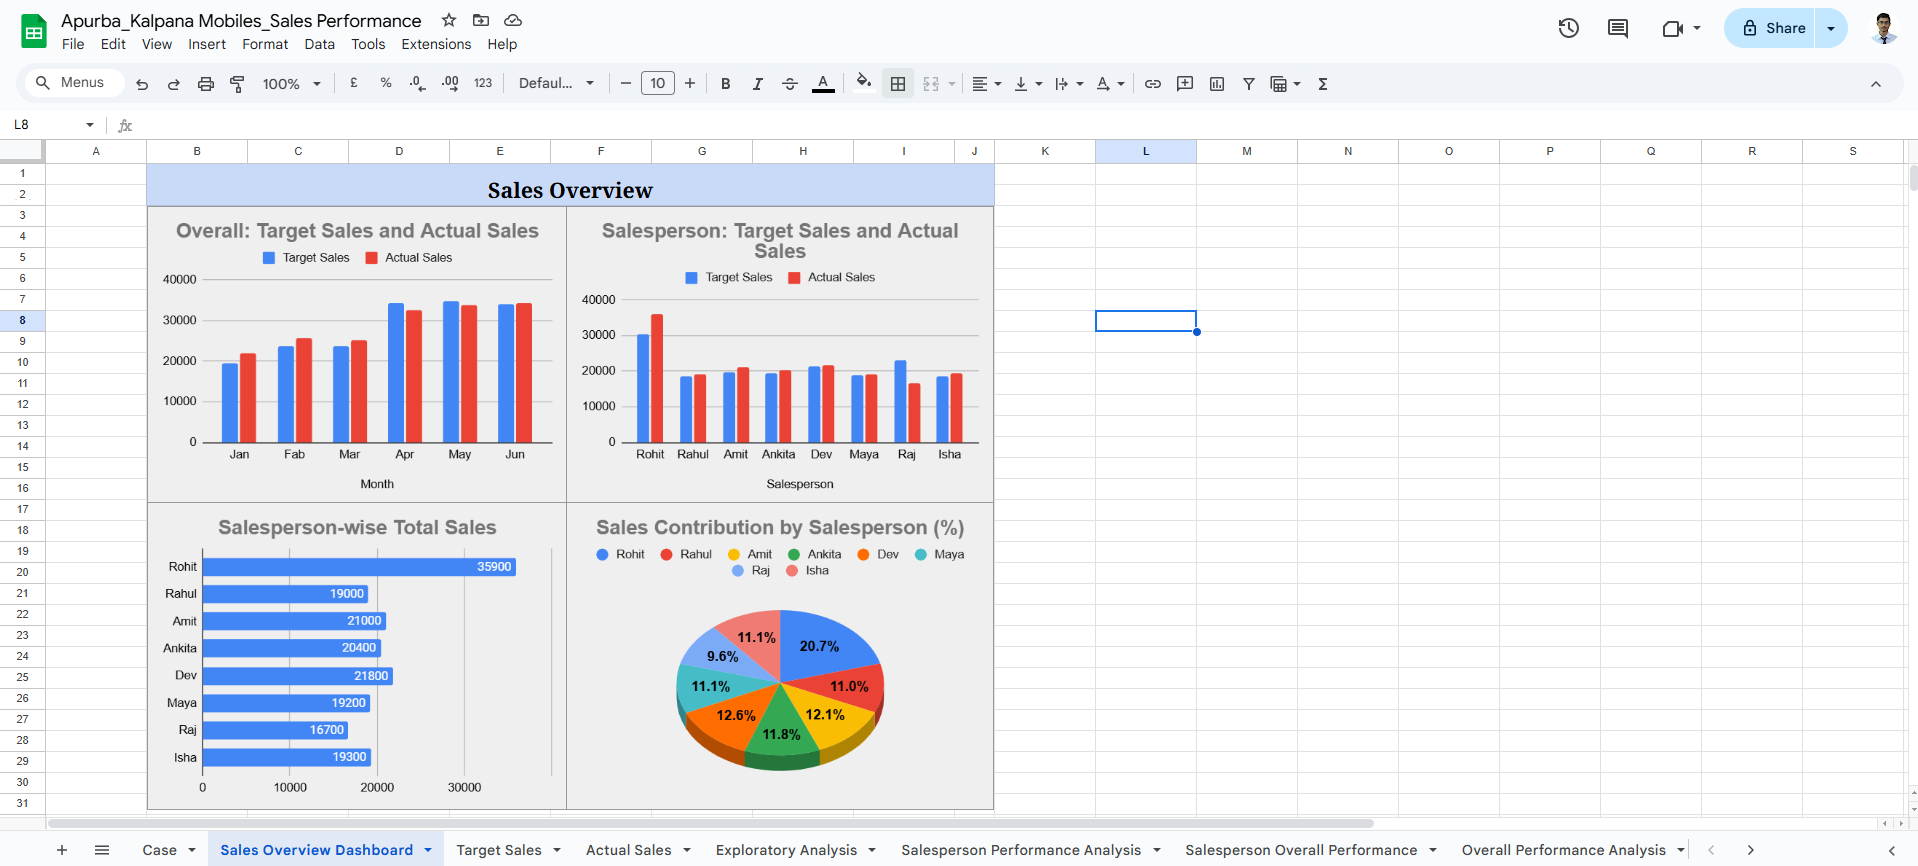 Apurba_Kalpana Mobiles_Sales Performance
File Edit View Insert Format Data Tools Extensions Help
Share
Menus 100% £ % .0 .00 123 Defaul... − 10 + B I A Σ
L8 fx
A B C D E F G H I J K L M N O P Q R S
1
2
3
4
5
6
7
8
9
10
11
12
13
14
15
16
17
18
19
20
21
22
23
24
25
26
27
28
29
30
31
Sales Overview
Overall: Target Sales and Actual Sales
Target Sales Actual Sales
40000
30000
20000
10000
0
Jan Fab Mar Apr May Jun
Month
Salesperson: Target Sales and Actual
Sales
Target Sales Actual Sales
40000
30000
20000
10000
0
Rohit Rahul Amit Ankita Dev Maya Raj Isha
Salesperson
Salesperson-wise Total Sales
Rohit 35900
Rahul 19000
Amit 21000
Ankita 20400
Dev 21800
Maya 19200
Raj 16700
Isha 19300
0 10000 20000 30000
Sales Contribution by Salesperson (%)
Rohit Rahul Amit Ankita Dev Maya
Raj Isha
11.1% 20.7%
9.6%
11.1% 11.0%
12.6% 12.1%
11.8%
+ Case Sales Overview Dashboard Target Sales Actual Sales Exploratory Analysis Salesperson Performance Analysis Salesperson Overall Performance Overall Performance Analysis